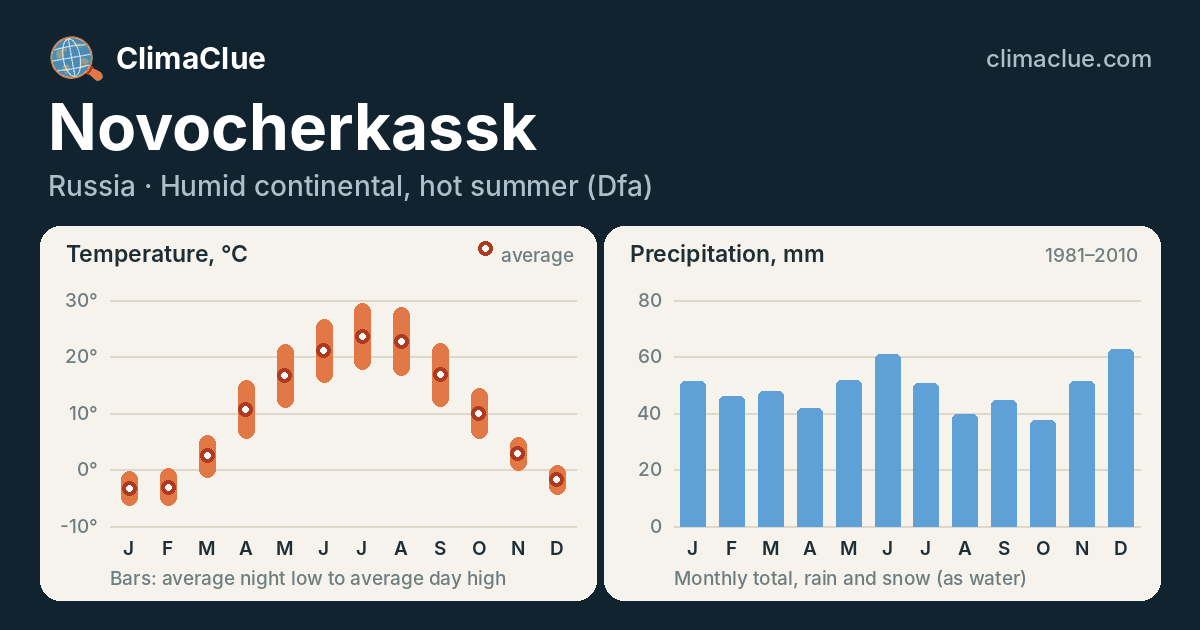 ClimaClue
climaclue.com
Novocherkassk
Russia · Humid continental, hot summer (Dfa)
Temperature, °C
average
30°
20°
10°
0°
-10°
J F M A M J J A S O N D
Bars: average night low to average day high
Precipitation, mm
1981–2010
80
60
40
20
0
J F M A M J J A S O N D
Monthly total, rain and snow (as water)